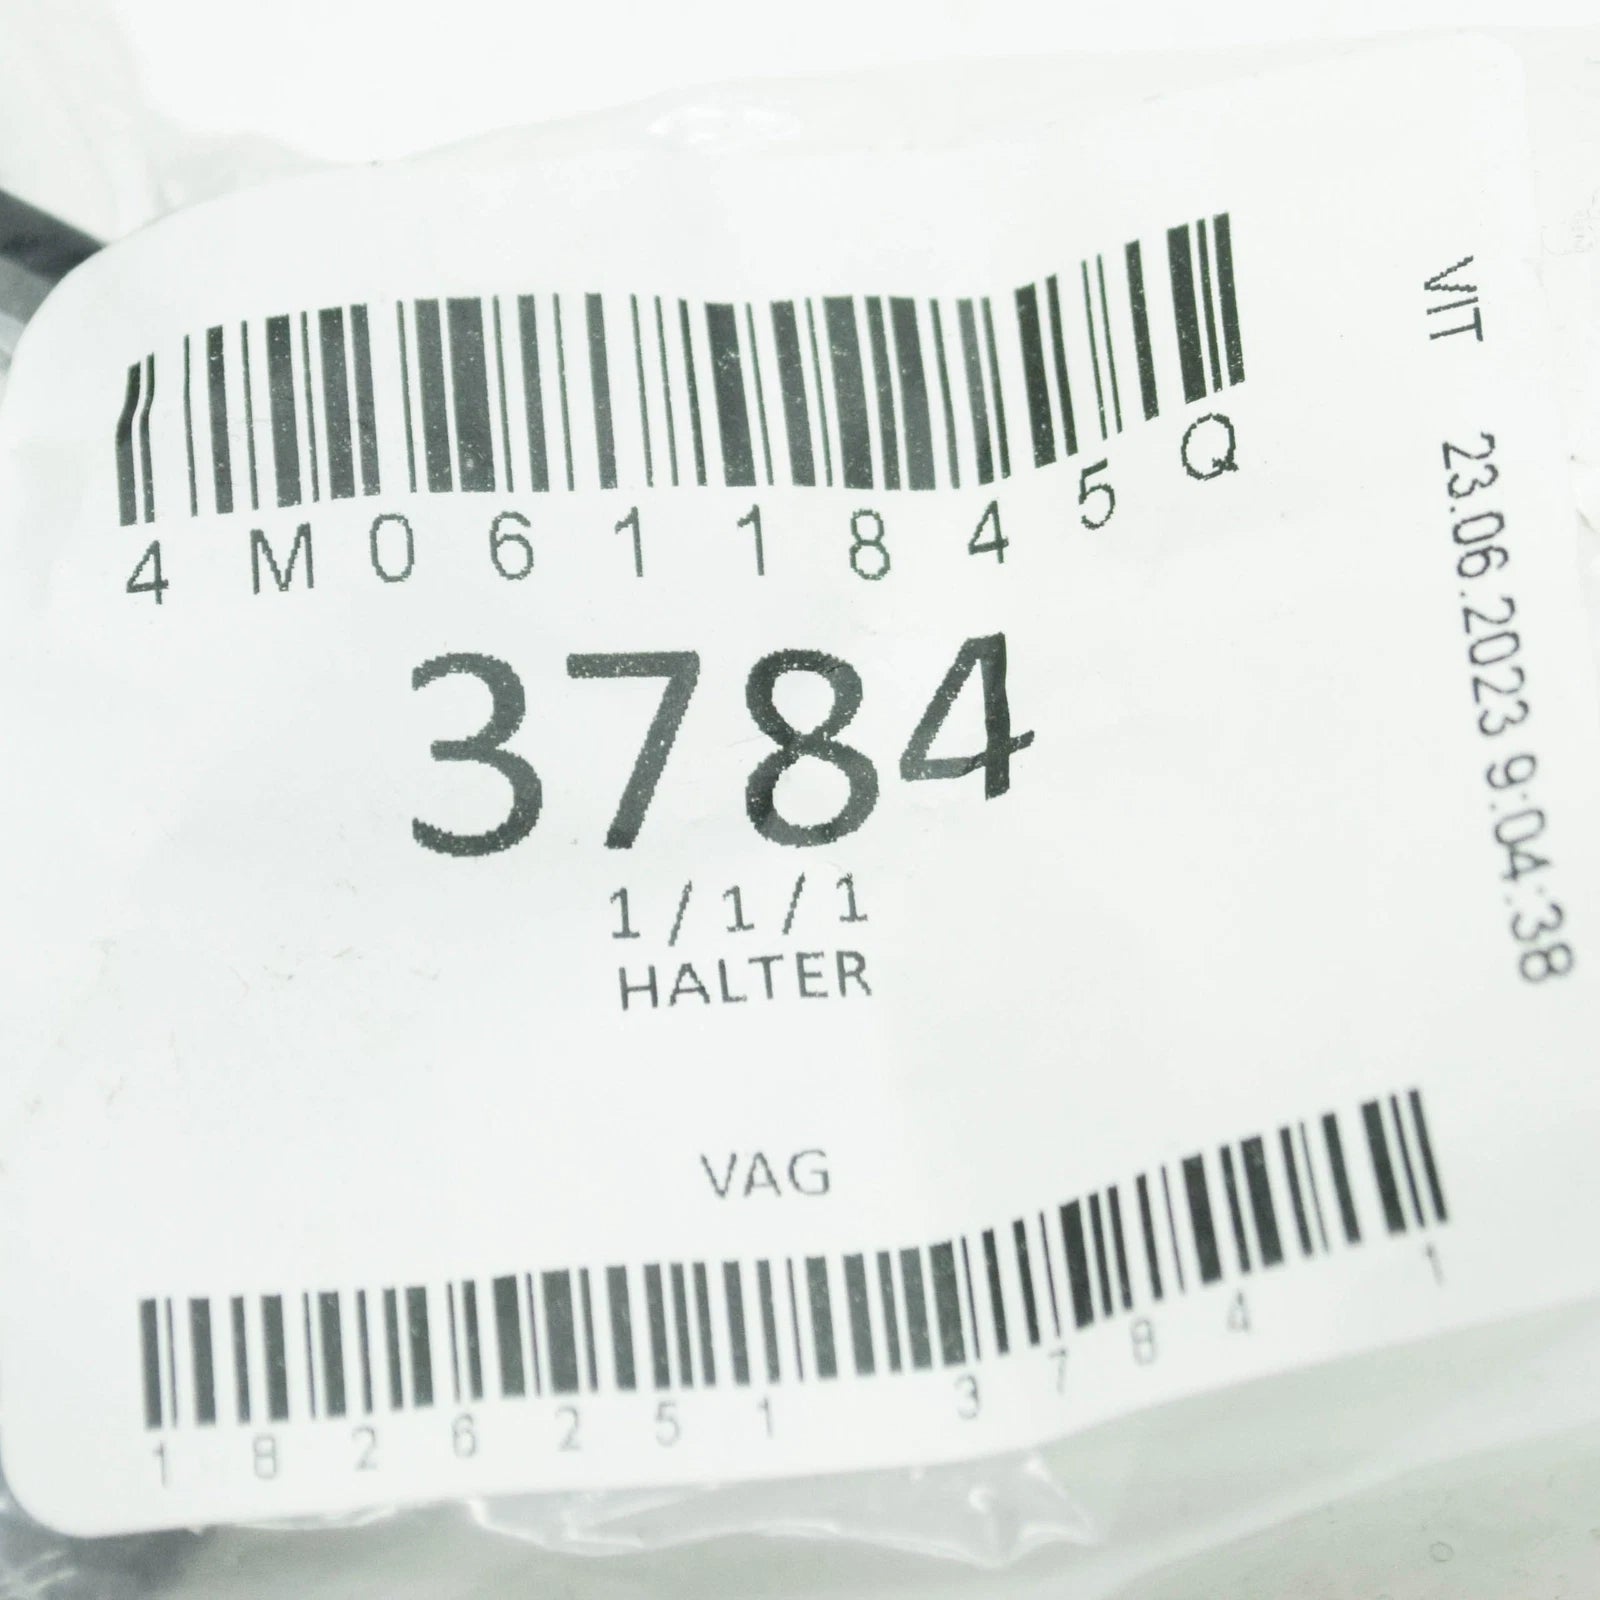 4M0611845Q
3784
1/1/1
HALTER
VAG
1826251 3784 1
VIT 23.06.2023 9:04:38